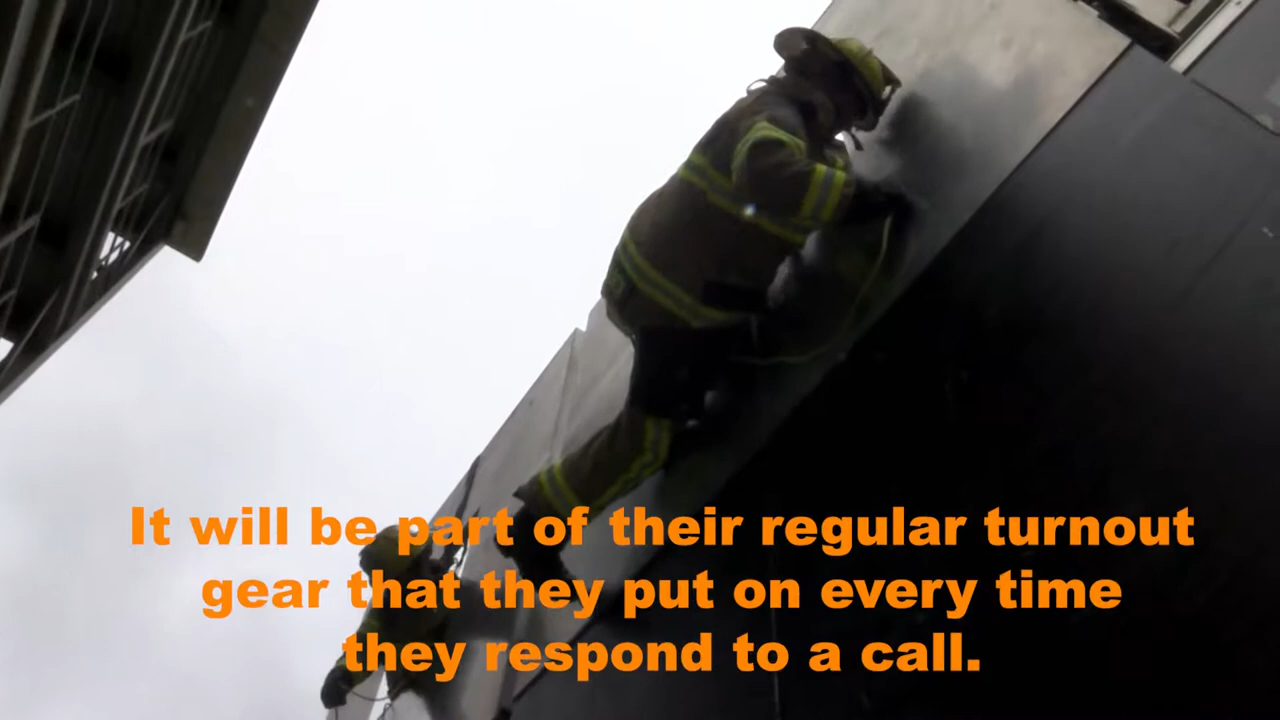 It will be part of their regular turnout
gear that they put on every time
they respond to a call.